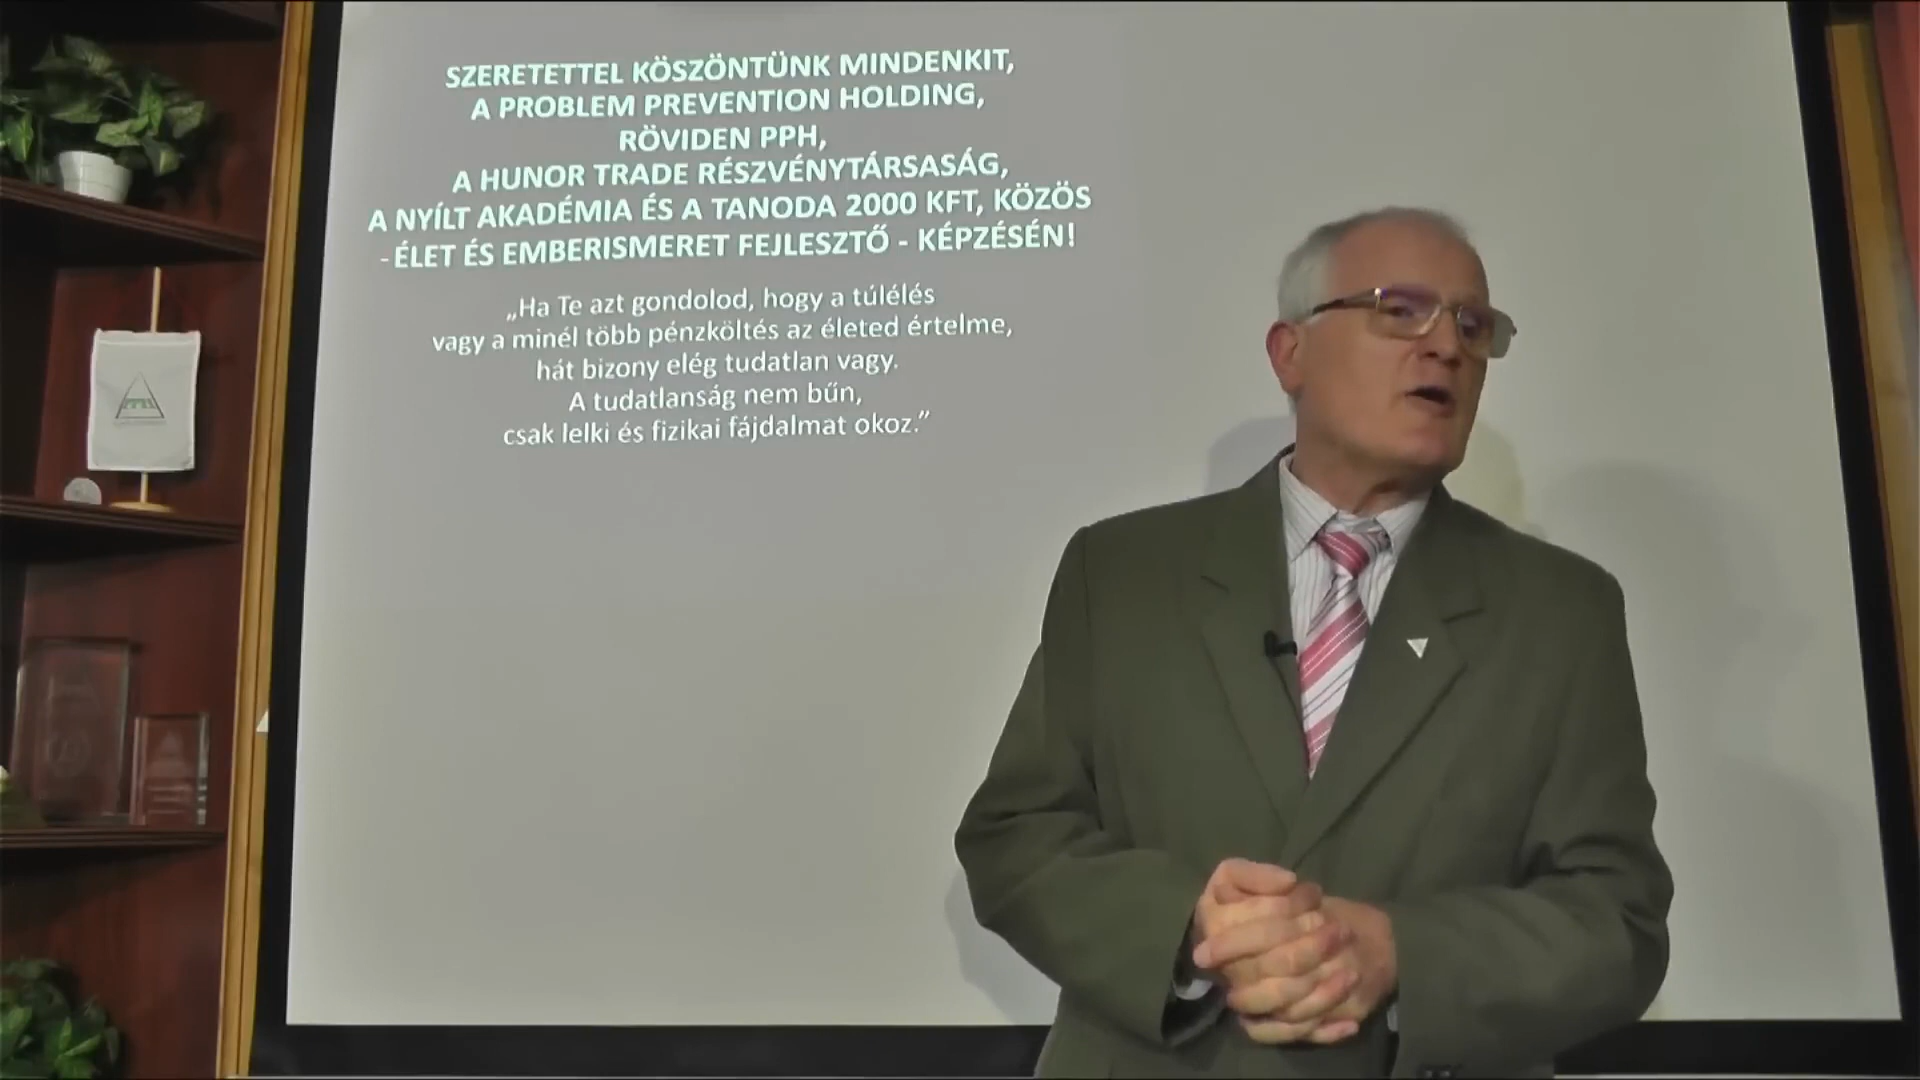 SZERETETTEL KÖSZÖNTÜNK MINDENKIT,
A PROBLEM PREVENTION HOLDING,
RÖVIDEN PPH,
A HUNOR TRADE RÉSZVÉNYTÁRSASÁG,
A NYÍLT AKADÉMIA ÉS A TANODA 2000 KFT, KÖZÖS
- ÉLET ÉS EMBERISMERET FEJLESZTŐ - KÉPZÉSÉN!
„Ha Te azt gondolod, hogy a túlélés
vagy a minél több pénzköltés az életed értelme,
hát bizony elég tudatlan vagy.
A tudatlanság nem bűn,
csak lelki és fizikai fájdalmat okoz.”